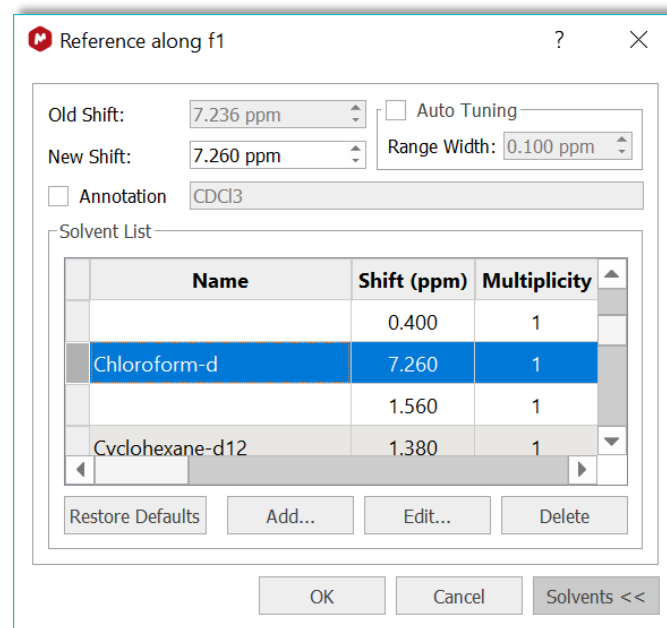 Reference along f1 ?
Old Shift: 7.236 ppm Auto Tuning
New Shift: 7.260 ppm Range Width: 0.100 ppm
Annotation CDCl3
Solvent List
Name Shift (ppm) Multiplicity
0.400 1
Chloroform-d 7.260 1
1.560 1
Cyclohexane-d12 1.380 1
Restore Defaults Add... Edit... Delete
OK Cancel Solvents <<